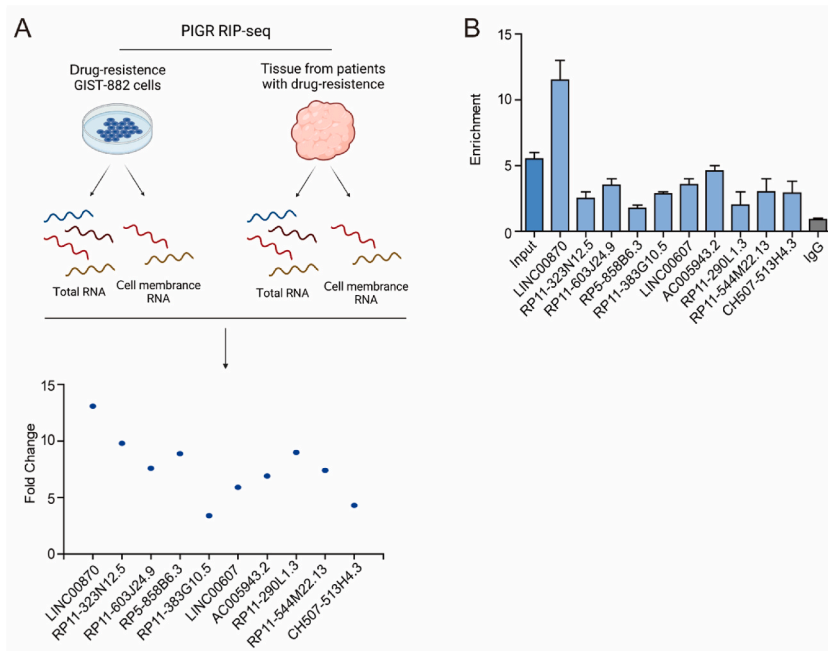 A
PIGR RIP-seq
Drug-resistence
GIST-882 cells
Tissue from patients
with drug-resistence
Total RNA
Cell membrance
RNA
Total RNA
Cell membrance
RNA
Fold Change
15
10
5
0
LINC00870
RP11-323N12.5
RP11-603J24.9
RP5-858B6.3
RP11-383G10.5
LINC00607
AC005943.2
RP11-290L1.3
RP11-544M22.13
CH507-513H4.3
B
Enrichment
15
10
5
0
Input
LINC00870
RP11-323N12.5
RP11-603J24.9
RP5-858B6.3
RP11-383G10.5
LINC00607
AC005943.2
RP11-290L1.3
RP11-544M22.13
CH507-513H4.3
IgG